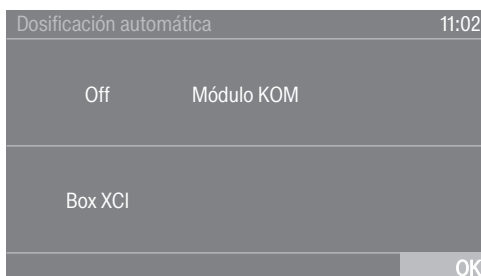 Dosificación automática 11:02
Off Módulo KOM
Box XCI
OK